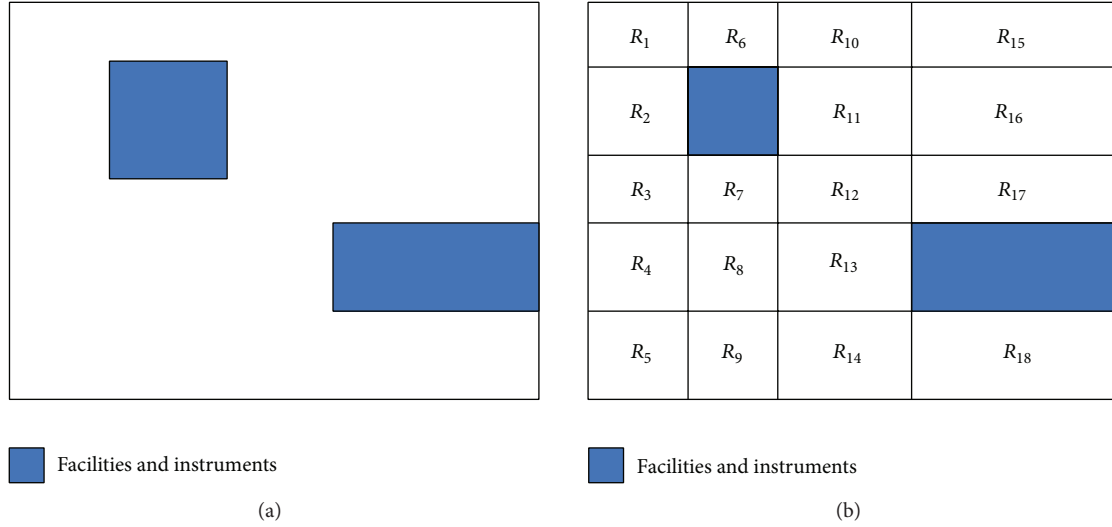 R1 R6 R10 R15
R2 R11 R16
R3 R7 R12 R17
R4 R8 R13
R5 R9 R14 R18
Facilities and instruments
Facilities and instruments
(a)
(b)